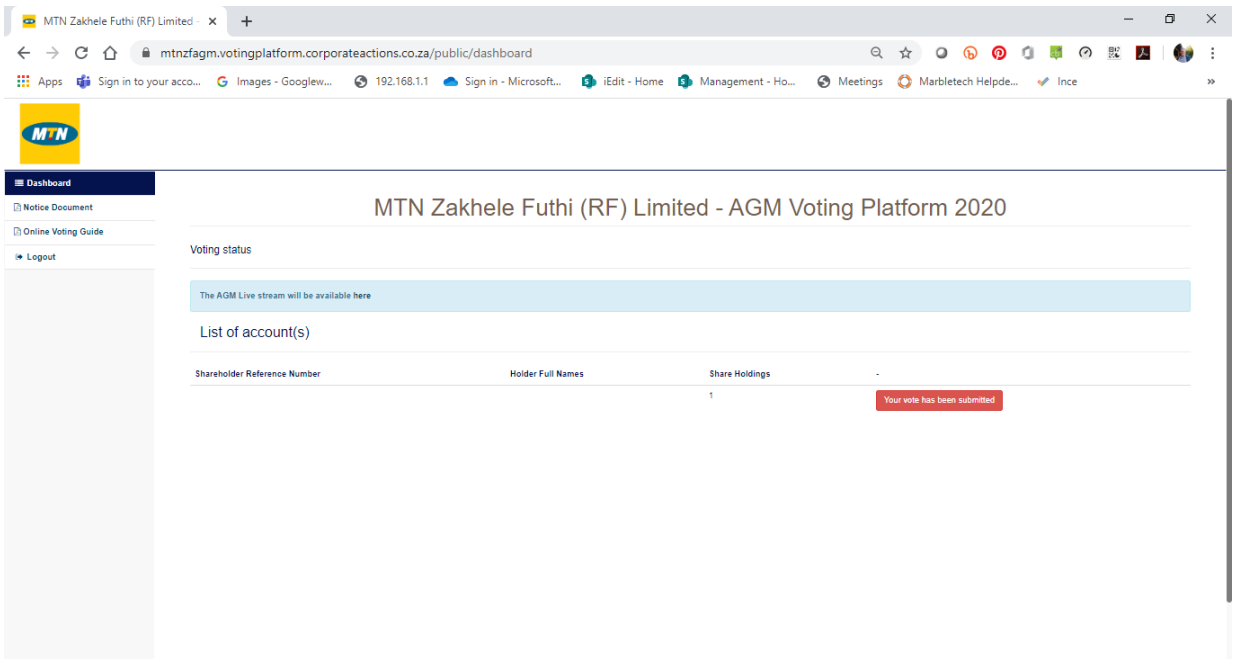 MTN Zakhele Futhi (RF) Limited -
mtnzfagm.votingplatform.corporateactions.co.za/public/dashboard
Apps Sign in to your acco... Images - Googlew... 192.168.1.1 Sign in - Microsoft... iEdit - Home Management - Ho... Meetings Marbletech Helpde... Ince »
MTN
Dashboard
Notice Document
Online Voting Guide
Logout
MTN Zakhele Futhi (RF) Limited - AGM Voting Platform 2020
Voting status
The AGM Live stream will be available here
List of account(s)
Shareholder Reference Number Holder Full Names Share Holdings -
1 Your vote has been submitted